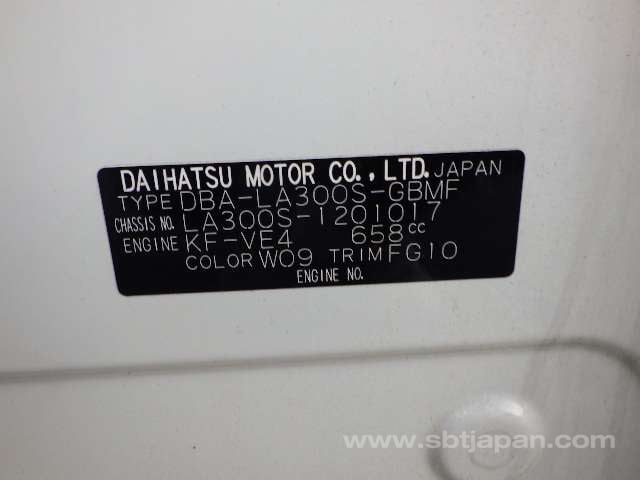 DAIHATSU MOTOR CO.,LTD. JAPAN
TYPE DBA-LA300S-GBMF
CHASSIS NO. LA300S-1201017
ENGINE KF-VE4 658cc
COLOR W09 TRIM FG10
ENGINE NO.
www.sbtjapan.com